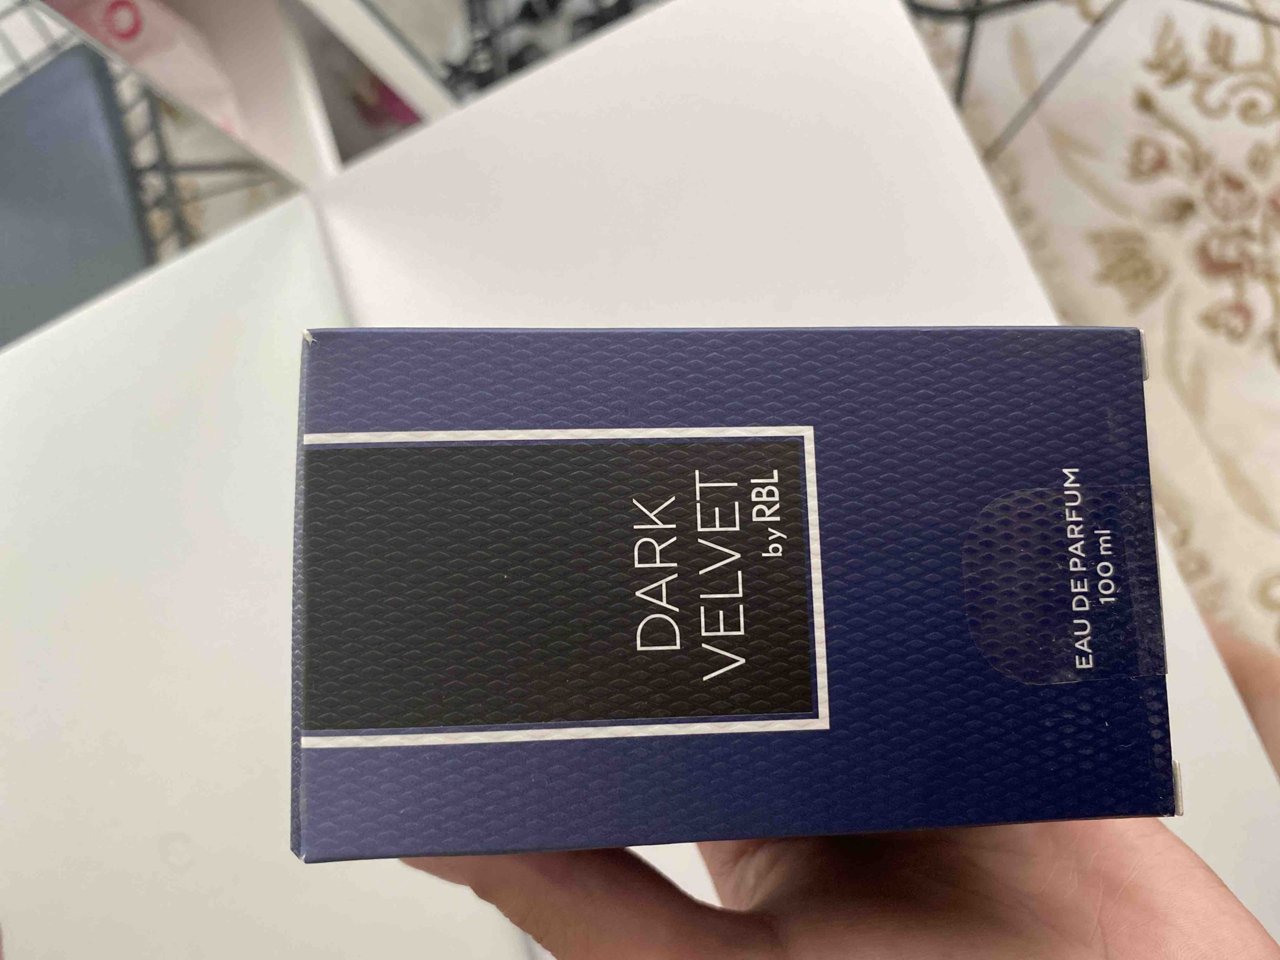 DARK
VELVET
by RBL
EAU DE PARFUM
100 ml